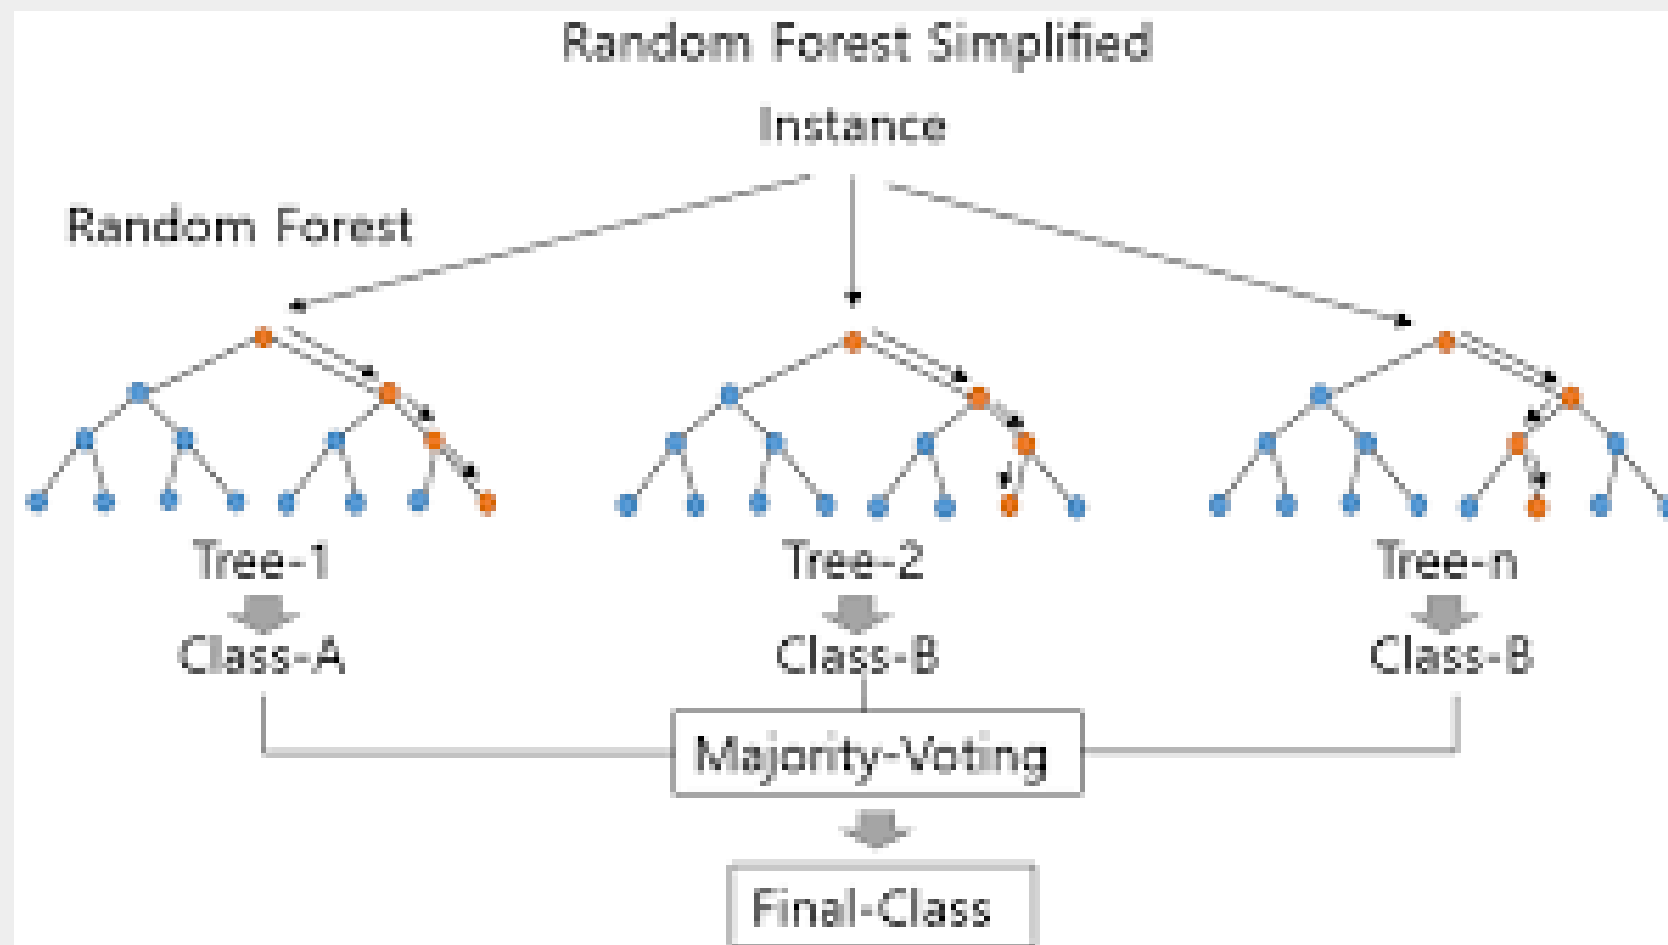 Random Forest Simplified
Instance
Random Forest
Tree-1
Tree-2
Tree-n
Class-A
Class-B
Class-B
Majority-Voting
Final-Class